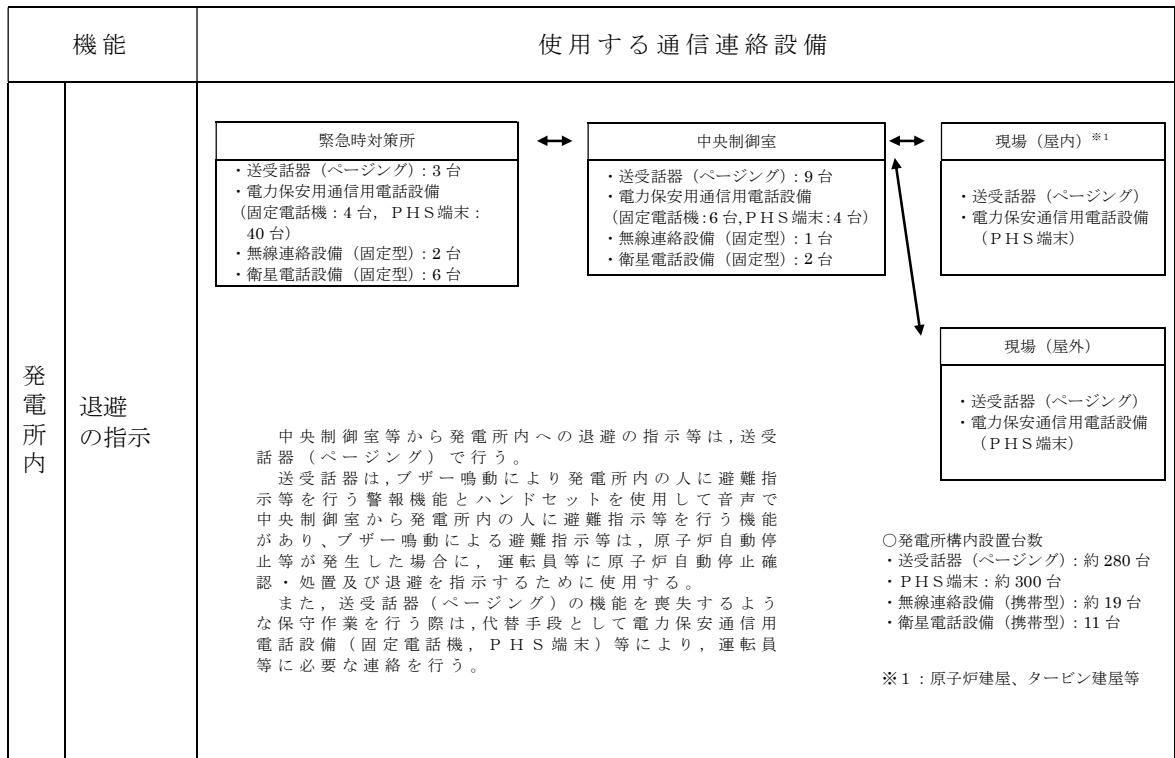 機能
使用する通信連絡設備
発電所内
退避
の指示
緊急時対策所
・送受話器（ページング）：3 台
・電力保安用通信用電話設備
（固定電話機：4 台，ＰＨＳ端末：
40 台）
・無線連絡設備（固定型）：2 台
・衛星電話設備（固定型）：6 台
中央制御室
・送受話器（ページング）：9 台
・電力保安用通信用電話設備
（固定電話機：6 台,ＰＨＳ端末：4 台）
・無線連絡設備（固定型）：1 台
・衛星電話設備（固定型）：2 台
現場（屋内）※1
・送受話器（ページング）
・電力保安通信用電話設備
（ＰＨＳ端末）
現場（屋外）
・送受話器（ページング）
・電力保安通信用電話設備
（ＰＨＳ端末）
中央制御室等から発電所内への退避の指示等は,送受
話器（ページング）で行う。
送受話器は,ブザー鳴動により発電所内の人に避難指
示等を行う警報機能とハンドセットを使用して音声で
中央制御室から発電所内の人に避難指示等を行う機能
があり、ブザー鳴動による避難指示等は,原子炉自動停
止等が発生した場合に，運転員等に原子炉自動停止確
認・処置及び退避を指示するために使用する。
また，送受話器（ページング）の機能を喪失するよう
な保守作業を行う際は,代替手段として電力保安通信用
電話設備（固定電話機，ＰＨＳ端末）等により，運転員
等に必要な連絡を行う。
○発電所構内設置台数
・送受話器（ページング）：約 280 台
・ＰＨＳ端末：約 300 台
・無線連絡設備（携帯型）：約 19 台
・衛星電話設備（携帯型）：11 台
※１：原子炉建屋、タービン建屋等